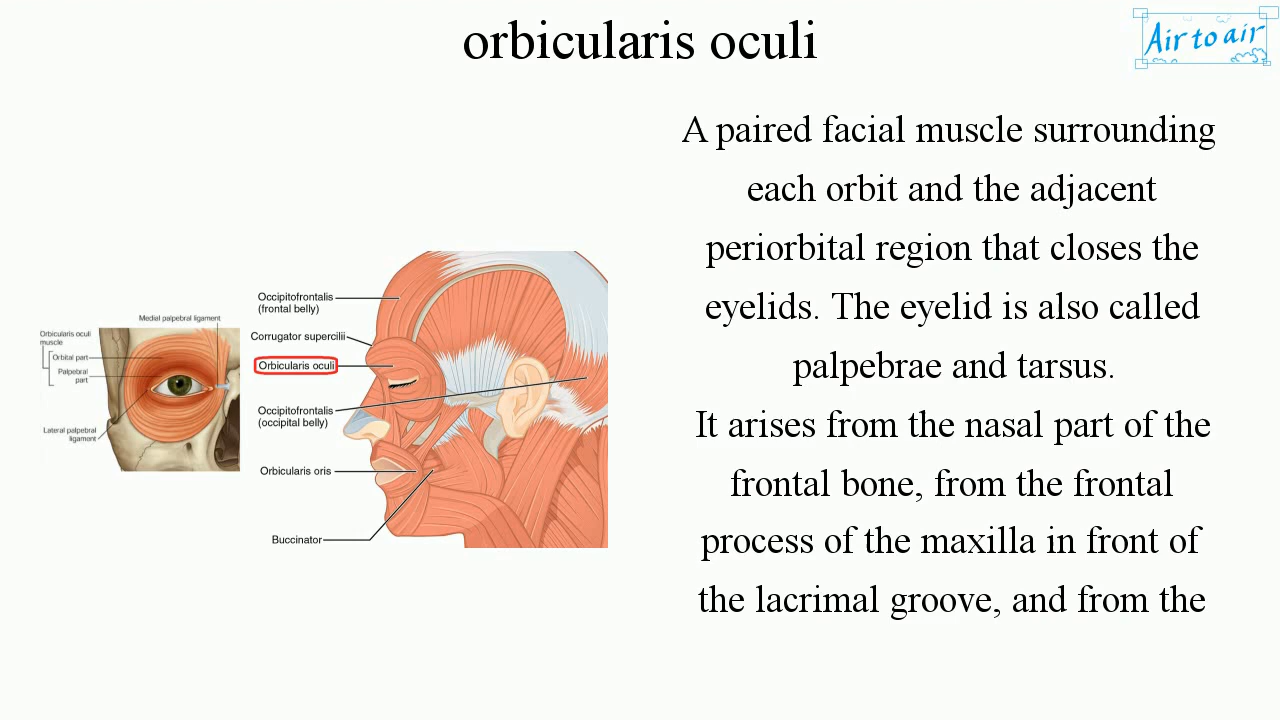 orbicularis oculi
Air to air
A paired facial muscle surrounding
each orbit and the adjacent
periorbital region that closes the
eyelids. The eyelid is also called
palpebrae and tarsus.
It arises from the nasal part of the
frontal bone, from the frontal
process of the maxilla in front of
the lacrimal groove, and from the
Medial palpebral ligament
Orbicularis oculi
muscle
Orbital part
Palpebral
part
Lateral palpebral
ligament
Occipitofrontalis
(frontal belly)
Corrugator supercilii
Orbicularis oculi
Occipitofrontalis
(occipital belly)
Orbicularis oris
Buccinator